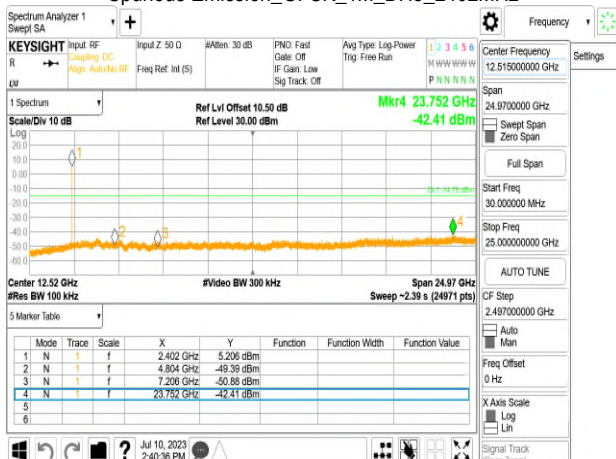 Spectrum Analyzer 1
Swept SA
Frequency
KEYSIGHT
R
Input: RF
Coupling: DC
Align: Auto/No RF
Input Z: 50 Ω
Freq Ref: Int (S)
#Atten: 30 dB
PNO: Fast
Gate: Off
IF Gain: Low
Sig Track: Off
Avg Type: Log-Power
Trig: Free Run
1 2 3 4 5 6
M W W W W W
P N N N N N
Center Frequency
12.515000000 GHz
Settings
1 Spectrum
Scale/Div 10 dB
Ref Lvl Offset 10.50 dB
Ref Level 30.00 dBm
Mkr4 23.752 GHz
-42.41 dBm
Span
24.9700000 GHz
Swept Span
Zero Span
Log
20.0
10.0
0.00
-10.0
-20.0
-30.0
-40.0
-50.0
-60.0
1
2
3
4
Full Span
Start Freq
30.000000 MHz
Stop Freq
25.000000000 GHz
AUTO TUNE
Center 12.52 GHz
#Res BW 100 kHz
#Video BW 300 kHz
Span 24.97 GHz
Sweep ~2.39 s (24971 pts)
CF Step
2.497000000 GHz
Auto
Man
5 Marker Table
Mode Trace Scale X Y Function Function Width Function Value
1 N 1 f 2.402 GHz 5.206 dBm
2 N 1 f 4.804 GHz -49.39 dBm
3 N 1 f 7.206 GHz -50.88 dBm
4 N 1 f 23.752 GHz -42.41 dBm
5
6
Freq Offset
0 Hz
X Axis Scale
Log
Lin
Signal Track
?
Jul 10, 2023
2:40:36 PM